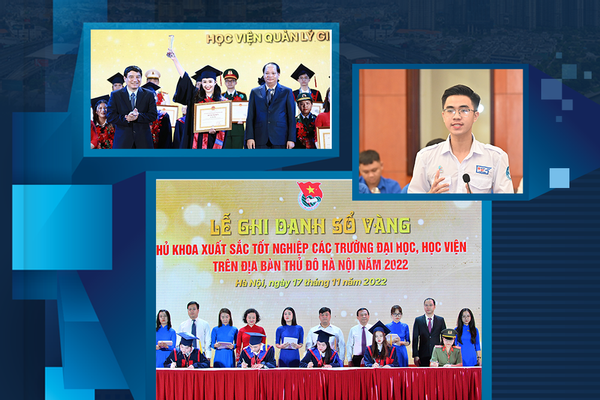 HỌC VIỆN QUẢN LÝ GI
LỄ GHI DANH SỔ VÀNG
HỦ KHOA XUẤT SẮC TỐT NGHIỆP CÁC TRƯỜNG ĐẠI HỌC, HỌC VIỆN
TRÊN ĐỊA BÀN THỦ ĐÔ HÀ NỘI NĂM 2022
Hà Nội, ngày 17 tháng 11 năm 2022